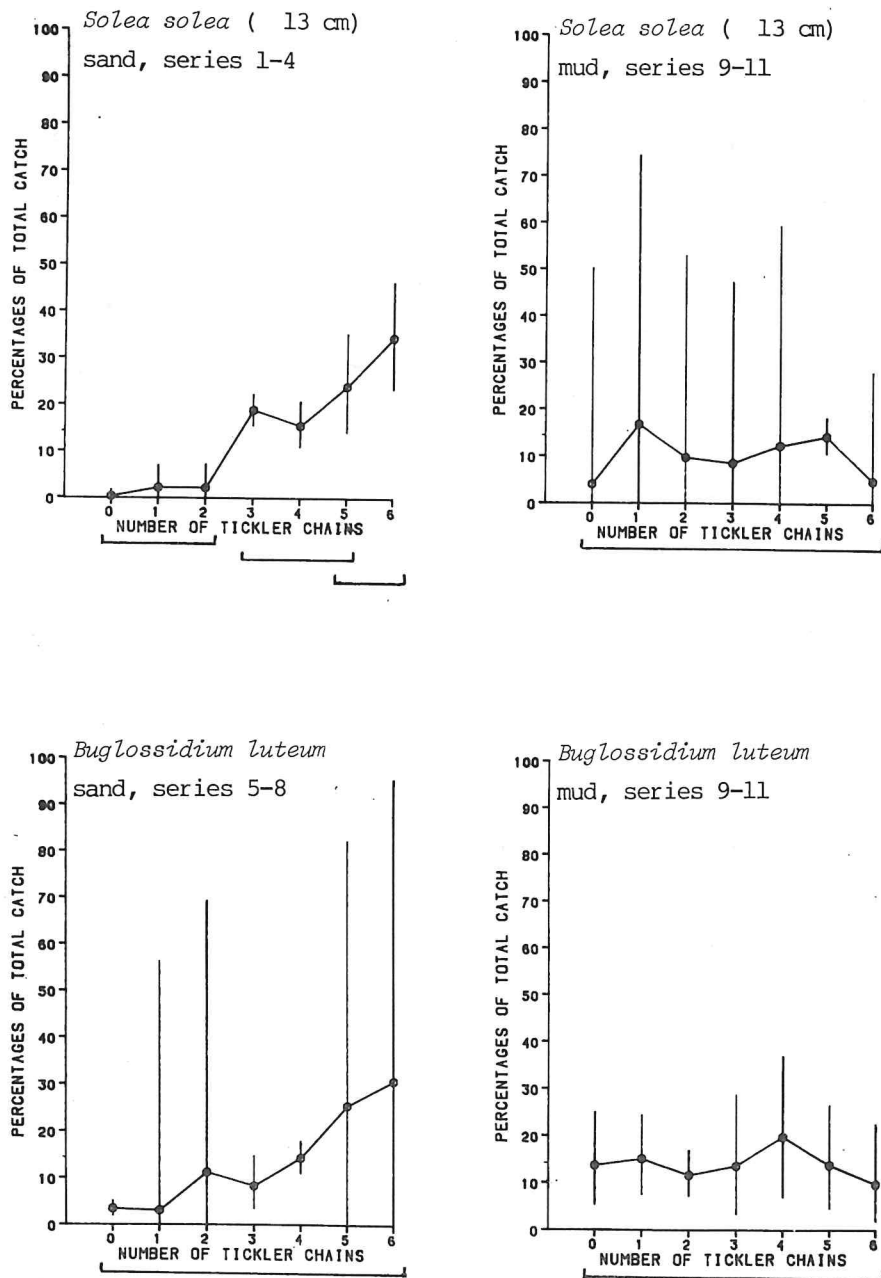 Solea solea ( 13 cm)
sand, series 1-4
PERCENTAGES OF TOTAL CATCH
100
90
80
70
60
50
40
30
20
10
0
0 1 2 3 4 5 6
NUMBER OF TICKLER CHAINS
Solea solea ( 13 cm)
mud, series 9-11
PERCENTAGES OF TOTAL CATCH
100
90
80
70
60
50
40
30
20
10
0
0 1 2 3 4 5 6
NUMBER OF TICKLER CHAINS
Buglossidium luteum
sand, series 5-8
PERCENTAGES OF TOTAL CATCH
100
90
80
70
60
50
40
30
20
10
0
0 1 2 3 4 5 6
NUMBER OF TICKLER CHAINS
Buglossidium luteum
mud, series 9-11
PERCENTAGES OF TOTAL CATCH
100
90
80
70
60
50
40
30
20
10
0
0 1 2 3 4 5 6
NUMBER OF TICKLER CHAINS